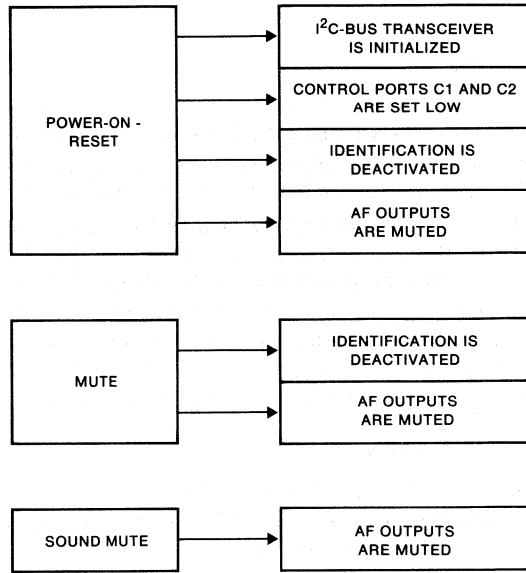 POWER-ON -
RESET
I²C-BUS TRANSCEIVER
IS INITIALIZED
CONTROL PORTS C1 AND C2
ARE SET LOW
IDENTIFICATION IS
DEACTIVATED
AF OUTPUTS
ARE MUTED
MUTE
IDENTIFICATION IS
DEACTIVATED
AF OUTPUTS
ARE MUTED
SOUND MUTE
AF OUTPUTS
ARE MUTED